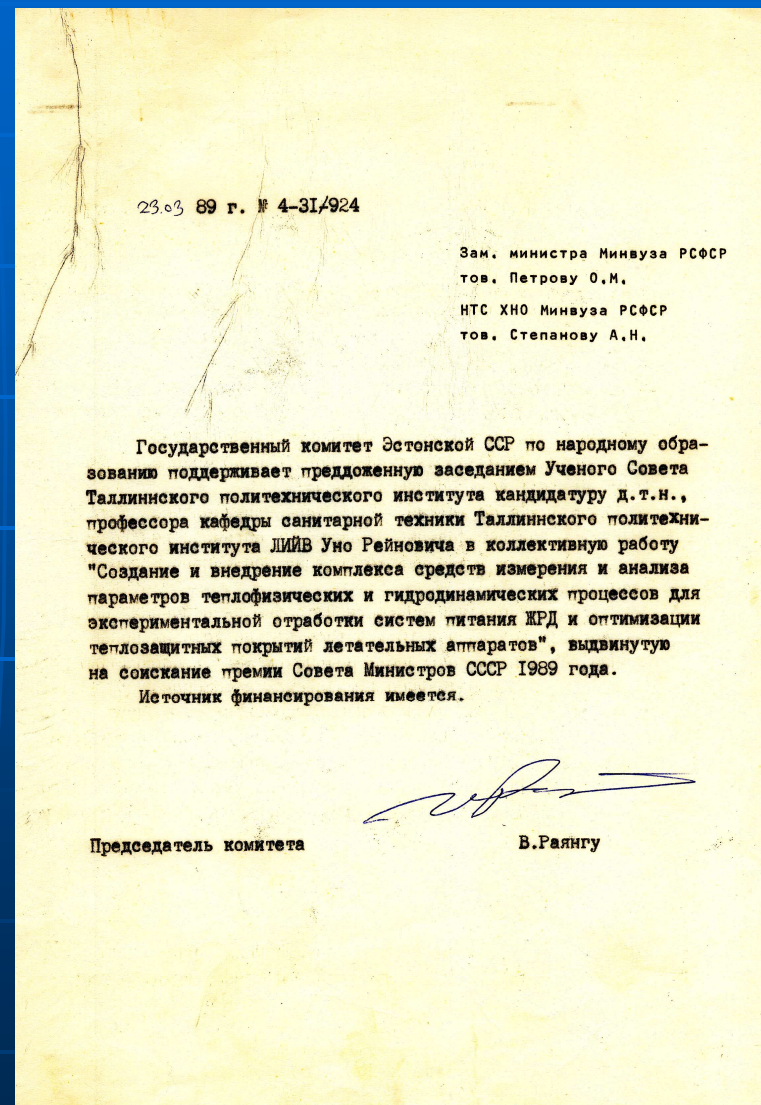 23.03 89 г. № 4-3I/924
Зам. министра Минвуза РСФСР
тов. Петрову О.М.
НТС ХНО Минвуза РСФСР
тов. Степанову А.Н.
Государственный комитет Эстонской ССР по народному обра-
зованию поддерживает преддоженную заседанием Ученого Совета
Таллиннского политехнического института кандидатуру д.т.н.,
профессора кафедры санитарной техники Таллиннского политехни-
ческого института ЛИЙВ Уно Рейновича в коллективную работу
"Создание и внедрение комплекса средств измерения и анализа
параметров теплофизических и гидродинамических процессов для
экспериментальной отработки систем питания ЖРД и оптимизации
теплозащитных покрытий летательных аппаратов", выдвинутую
на соискание премии Совета Министров СССР I989 года.
Источник финансирования имеется.
Председатель комитета В.Раянгу